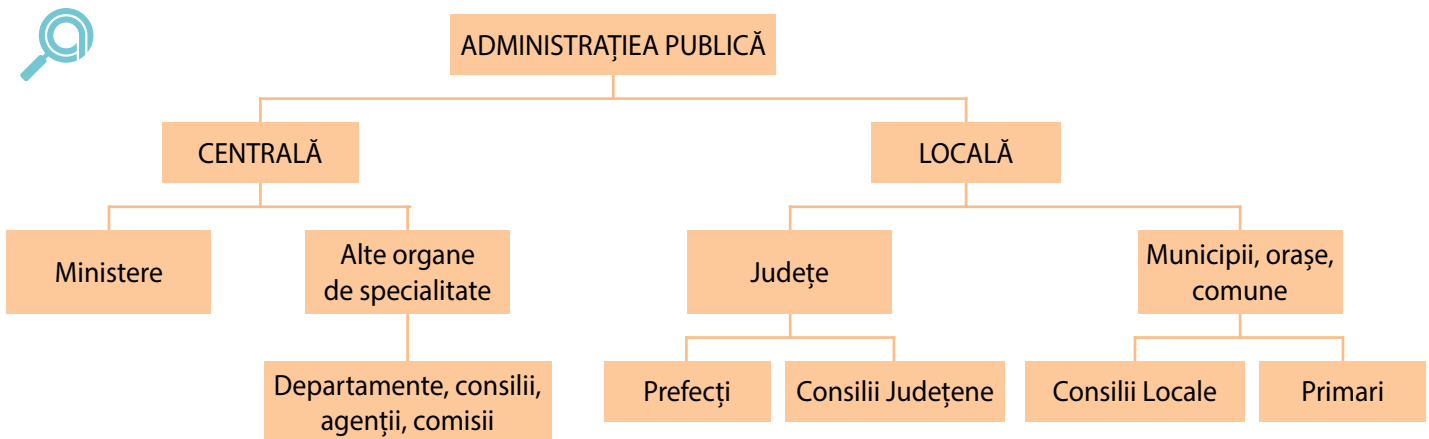 ADMINISTRAȚIEA PUBLICĂ
CENTRALĂ
LOCALĂ
Ministere
Alte organe
de specialitate
Județe
Municipii, orașe,
comune
Departamente, consilii,
agenții, comisii
Prefecți
Consilii Județene
Consilii Locale
Primari